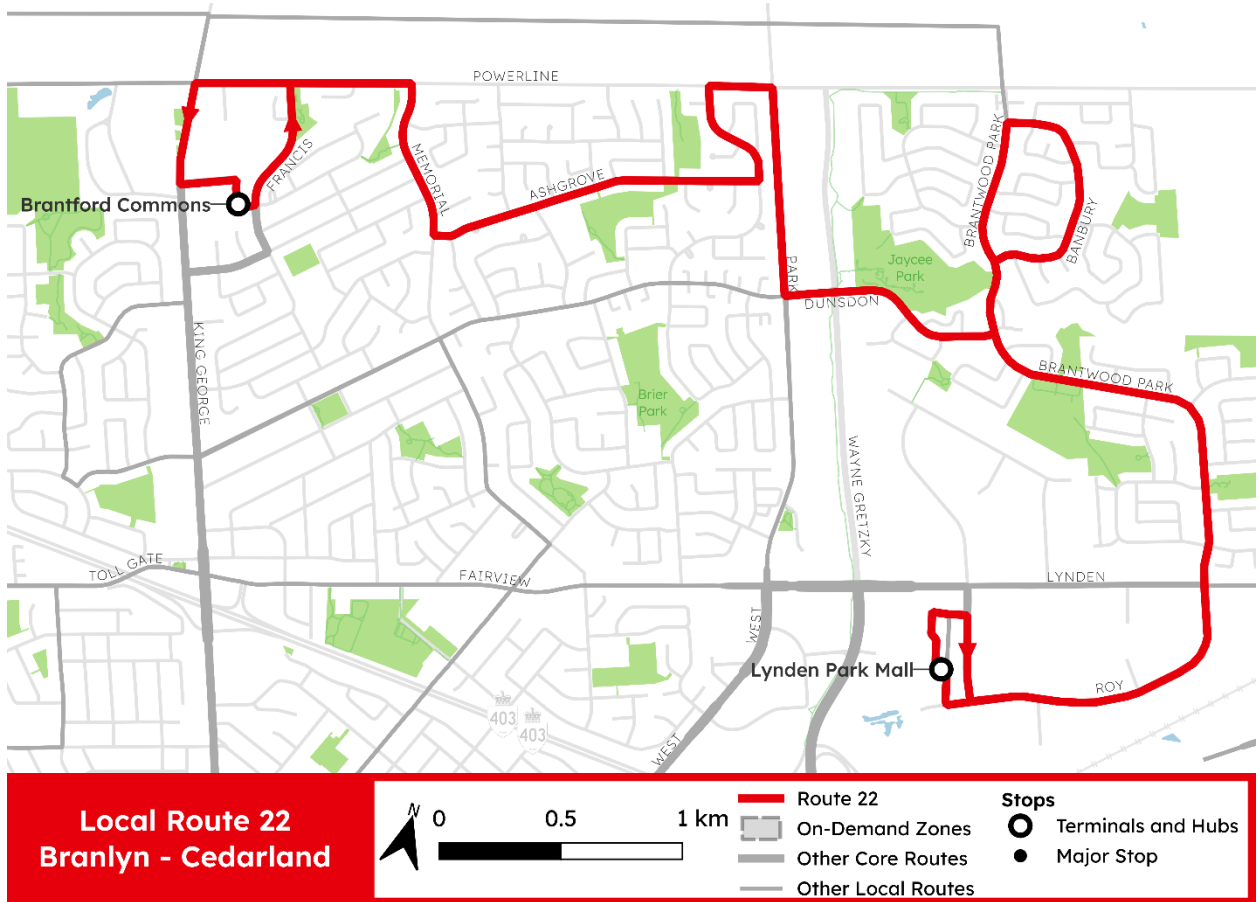 POWERLINE
FRANCIS
MEMORIAL
ASHGROVE
BRANTWOOD PARK
BANBURY
Brantford Commons
Jaycee
Park
PARK
DUNSDON
KING GEORGE
BRANTWOOD PARK
Brier
Park
WAYNE GRETZKY
TOLL GATE
FAIRVIEW
LYNDEN
WEST
Lynden Park Mall
ROY
403
403
WEST
Local Route 22
Branlyn - Cedarland
N
0 0.5 1 km
Route 22
On-Demand Zones
Other Core Routes
Other Local Routes
Stops
Terminals and Hubs
Major Stop